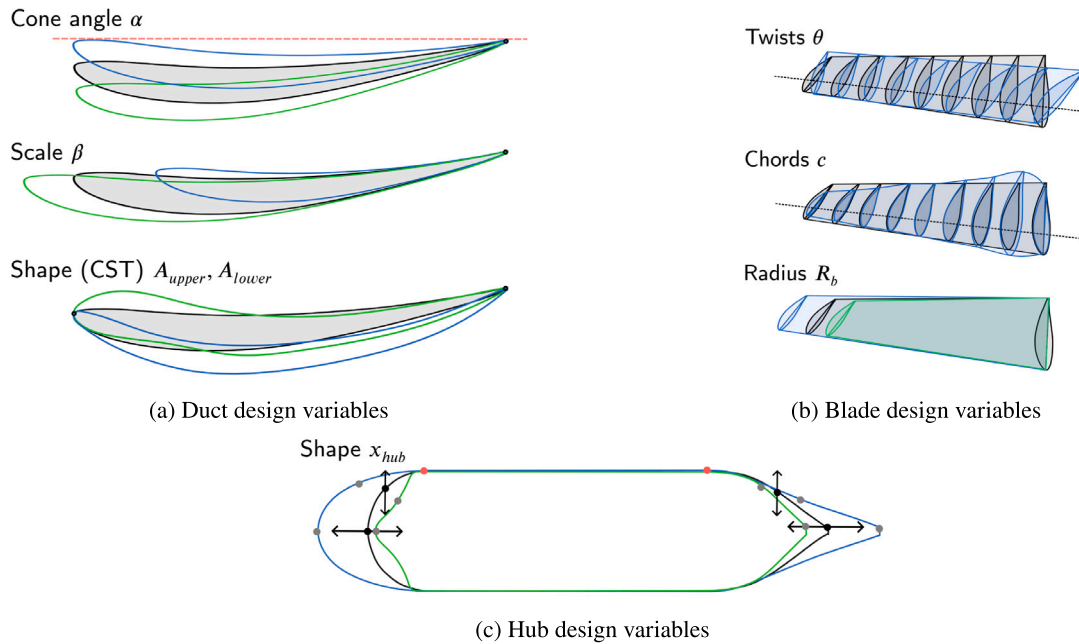 Cone angle α
Scale β
Shape (CST) A_upper, A_lower
(a) Duct design variables
Twists θ
Chords c
Radius R_b
(b) Blade design variables
Shape x_hub
(c) Hub design variables